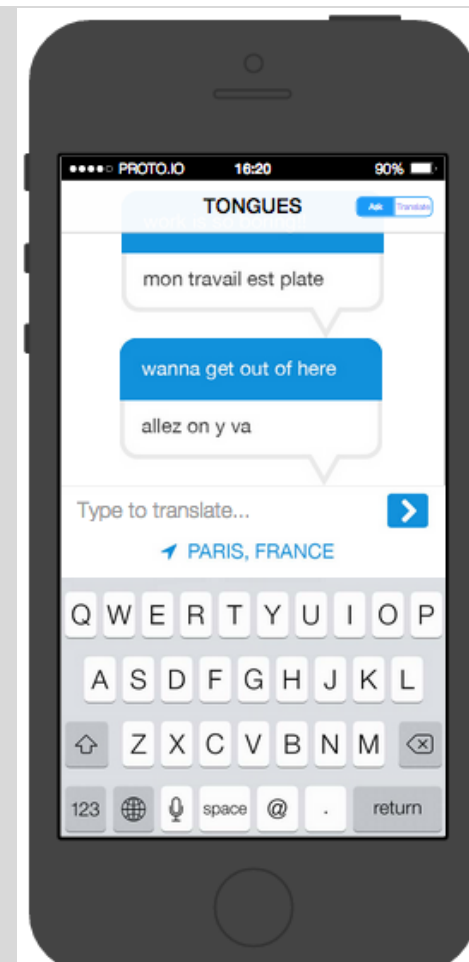 PROTO.IO 16:20 90%
TONGUES Ask Translate
mon travail est plate
wanna get out of here
allez on y va
Type to translate...
PARIS, FRANCE
Q W E R T Y U I O P
A S D F G H J K L
Z X C V B N M
123 space @ . return